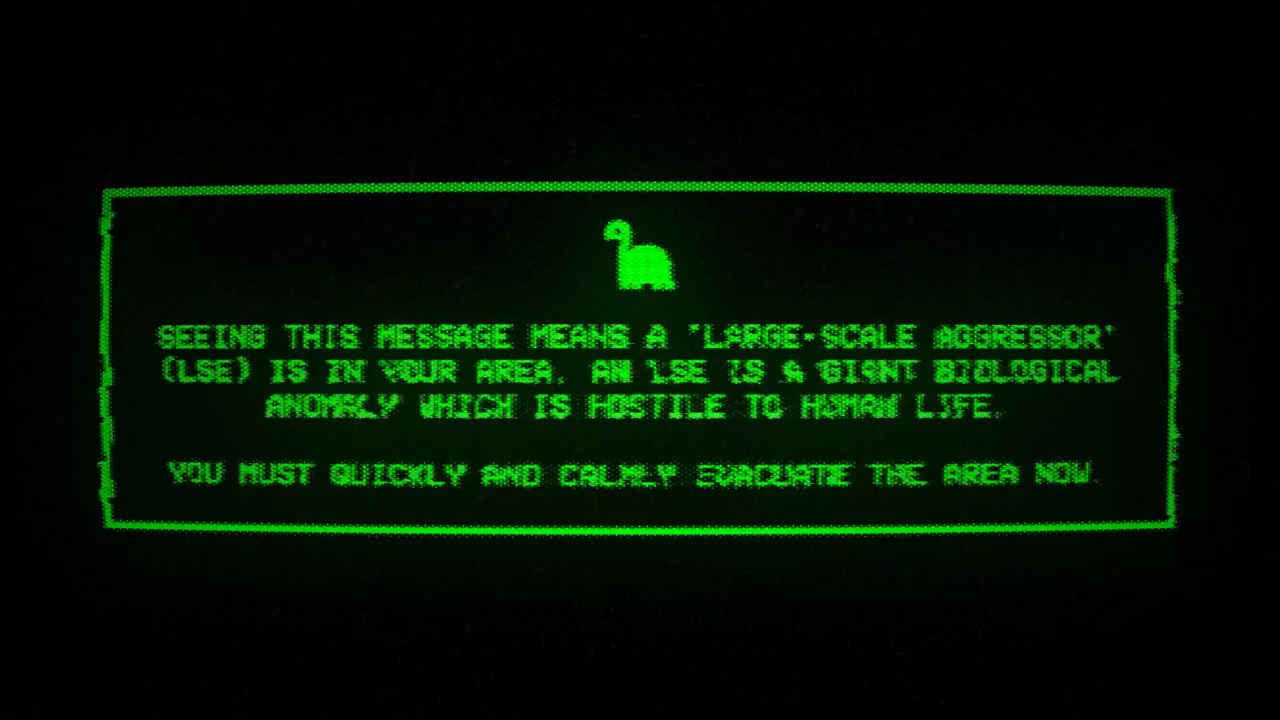 SEEING THIS MESSAGE MEANS A "LARGE-SCALE AGGRESSOR"
(LSE) IS IN YOUR AREA. AN LSE IS A GIANT BIOLOGICAL
ANOMALY WHICH IS HOSTILE TO HUMAN LIFE.
YOU MUST QUICKLY AND CALMLY EVACUATE THE AREA NOW.